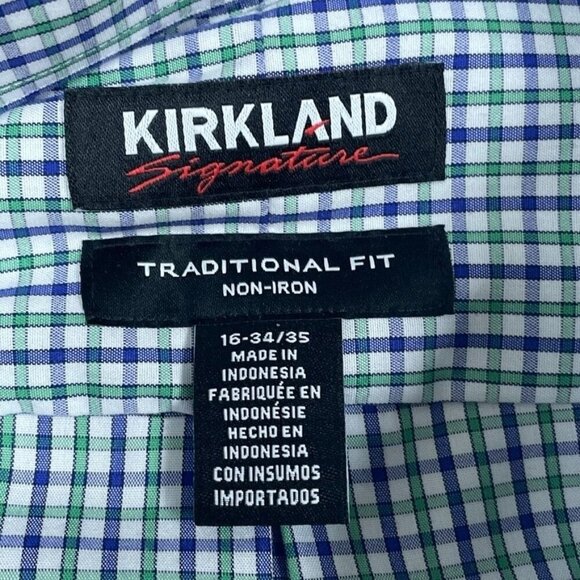 KIRKLAND
Signature
TRADITIONAL FIT
NON-IRON
16-34/35
MADE IN
INDONESIA
FABRIQUÉE EN
INDONÉSIE
HECHO EN
INDONESIA
CON INSUMOS
IMPORTADOS